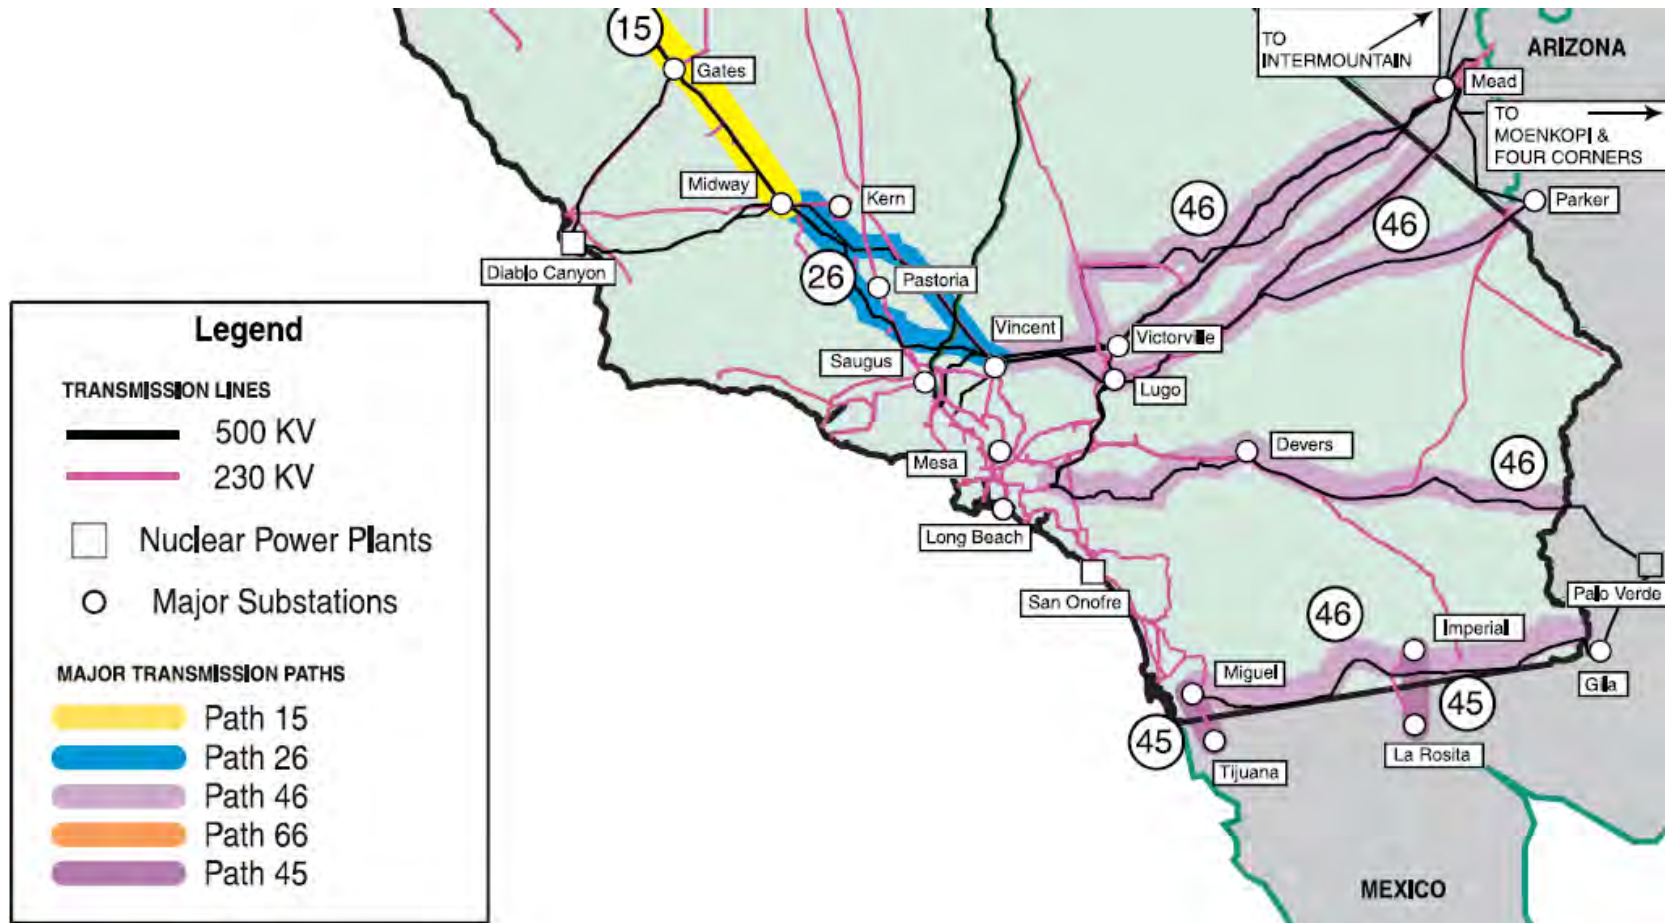 15
Gates
TO
INTERMOUNTAIN
ARIZONA
Mead
TO
MOENKOPI &
FOUR CORNERS
Midway
Kern
46
46
Parker
Diablo Canyon
26
Pastoria
Vincent
Victorville
Saugus
Lugo
Devers
Mesa
46
Long Beach
San Onofre
Palo Verde
46
Imperial
Miguel
Gila
45
45
Tijuana
La Rosita
MEXICO
Legend
TRANSMISSION LINES
500 KV
230 KV
Nuclear Power Plants
Major Substations
MAJOR TRANSMISSION PATHS
Path 15
Path 26
Path 46
Path 66
Path 45